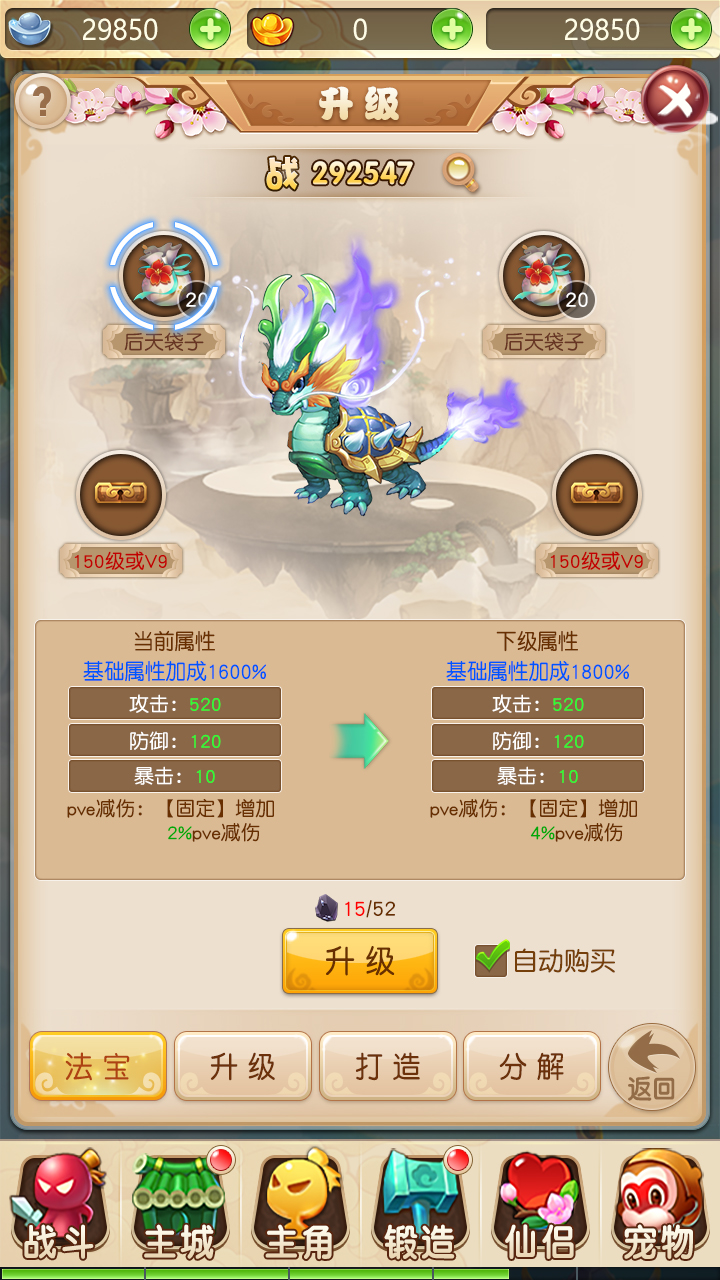 29850
0
29850
?
升级
战 292547
20
20
后天袋子
后天袋子
150级或V9
150级或V9
当前属性
下级属性
基础属性加成1600%
基础属性加成1800%
攻击：520
攻击：520
防御：120
防御：120
暴击：10
暴击：10
pve减伤：【固定】增加
2%pve减伤
pve减伤：【固定】增加
4%pve减伤
15/52
升级
自动购买
法宝
升级
打造
分解
返回
战斗
主城
主角
锻造
仙侣
宠物